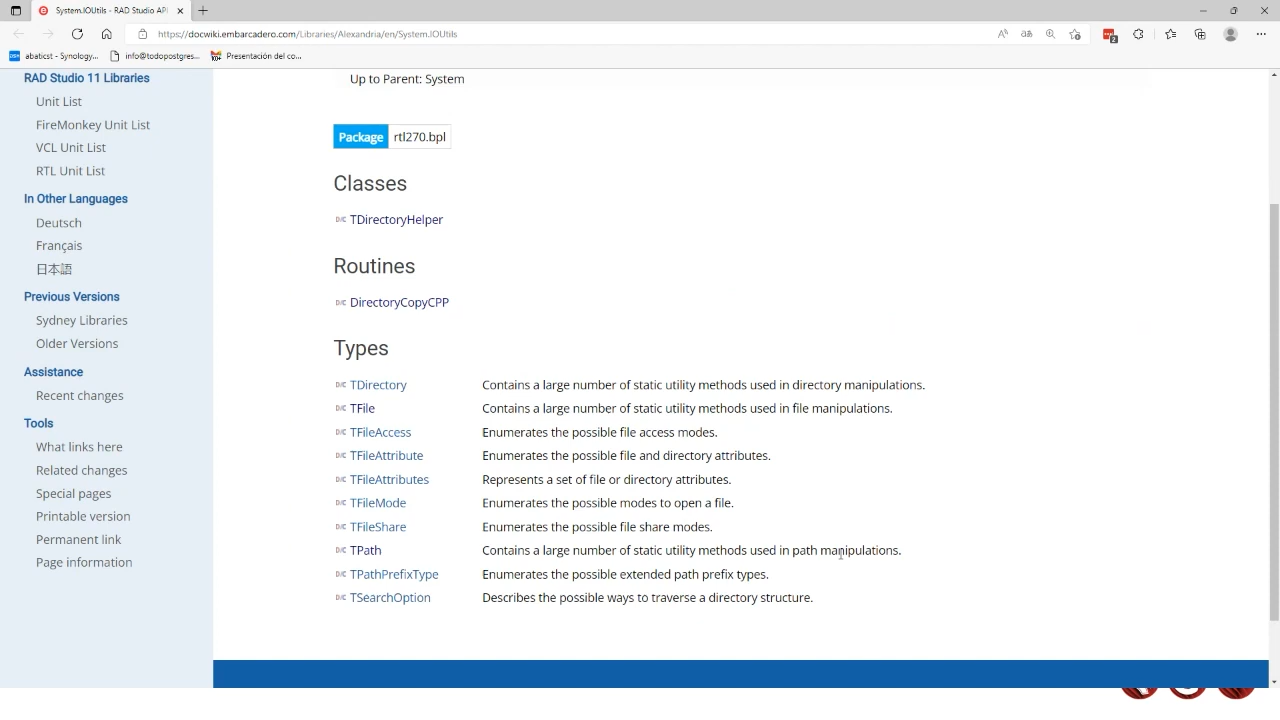 System.IOUtils - RAD Studio API
https://docwiki.embarcadero.com/Libraries/Alexandria/en/System.IOUtils
abaticst - Synology...
info@todopostgres...
Presentación del co...
RAD Studio 11 Libraries
Unit List
FireMonkey Unit List
VCL Unit List
RTL Unit List
In Other Languages
Deutsch
Français
日本語
Previous Versions
Sydney Libraries
Older Versions
Assistance
Recent changes
Tools
What links here
Related changes
Special pages
Printable version
Permanent link
Page information
Up to Parent: System
Package rtl270.bpl
Classes
D/C TDirectoryHelper
Routines
D/C DirectoryCopyCPP
Types
D/C TDirectory Contains a large number of static utility methods used in directory manipulations.
D/C TFile Contains a large number of static utility methods used in file manipulations.
D/C TFileAccess Enumerates the possible file access modes.
D/C TFileAttribute Enumerates the possible file and directory attributes.
D/C TFileAttributes Represents a set of file or directory attributes.
D/C TFileMode Enumerates the possible modes to open a file.
D/C TFileShare Enumerates the possible file share modes.
D/C TPath Contains a large number of static utility methods used in path manipulations.
D/C TPathPrefixType Enumerates the possible extended path prefix types.
D/C TSearchOption Describes the possible ways to traverse a directory structure.